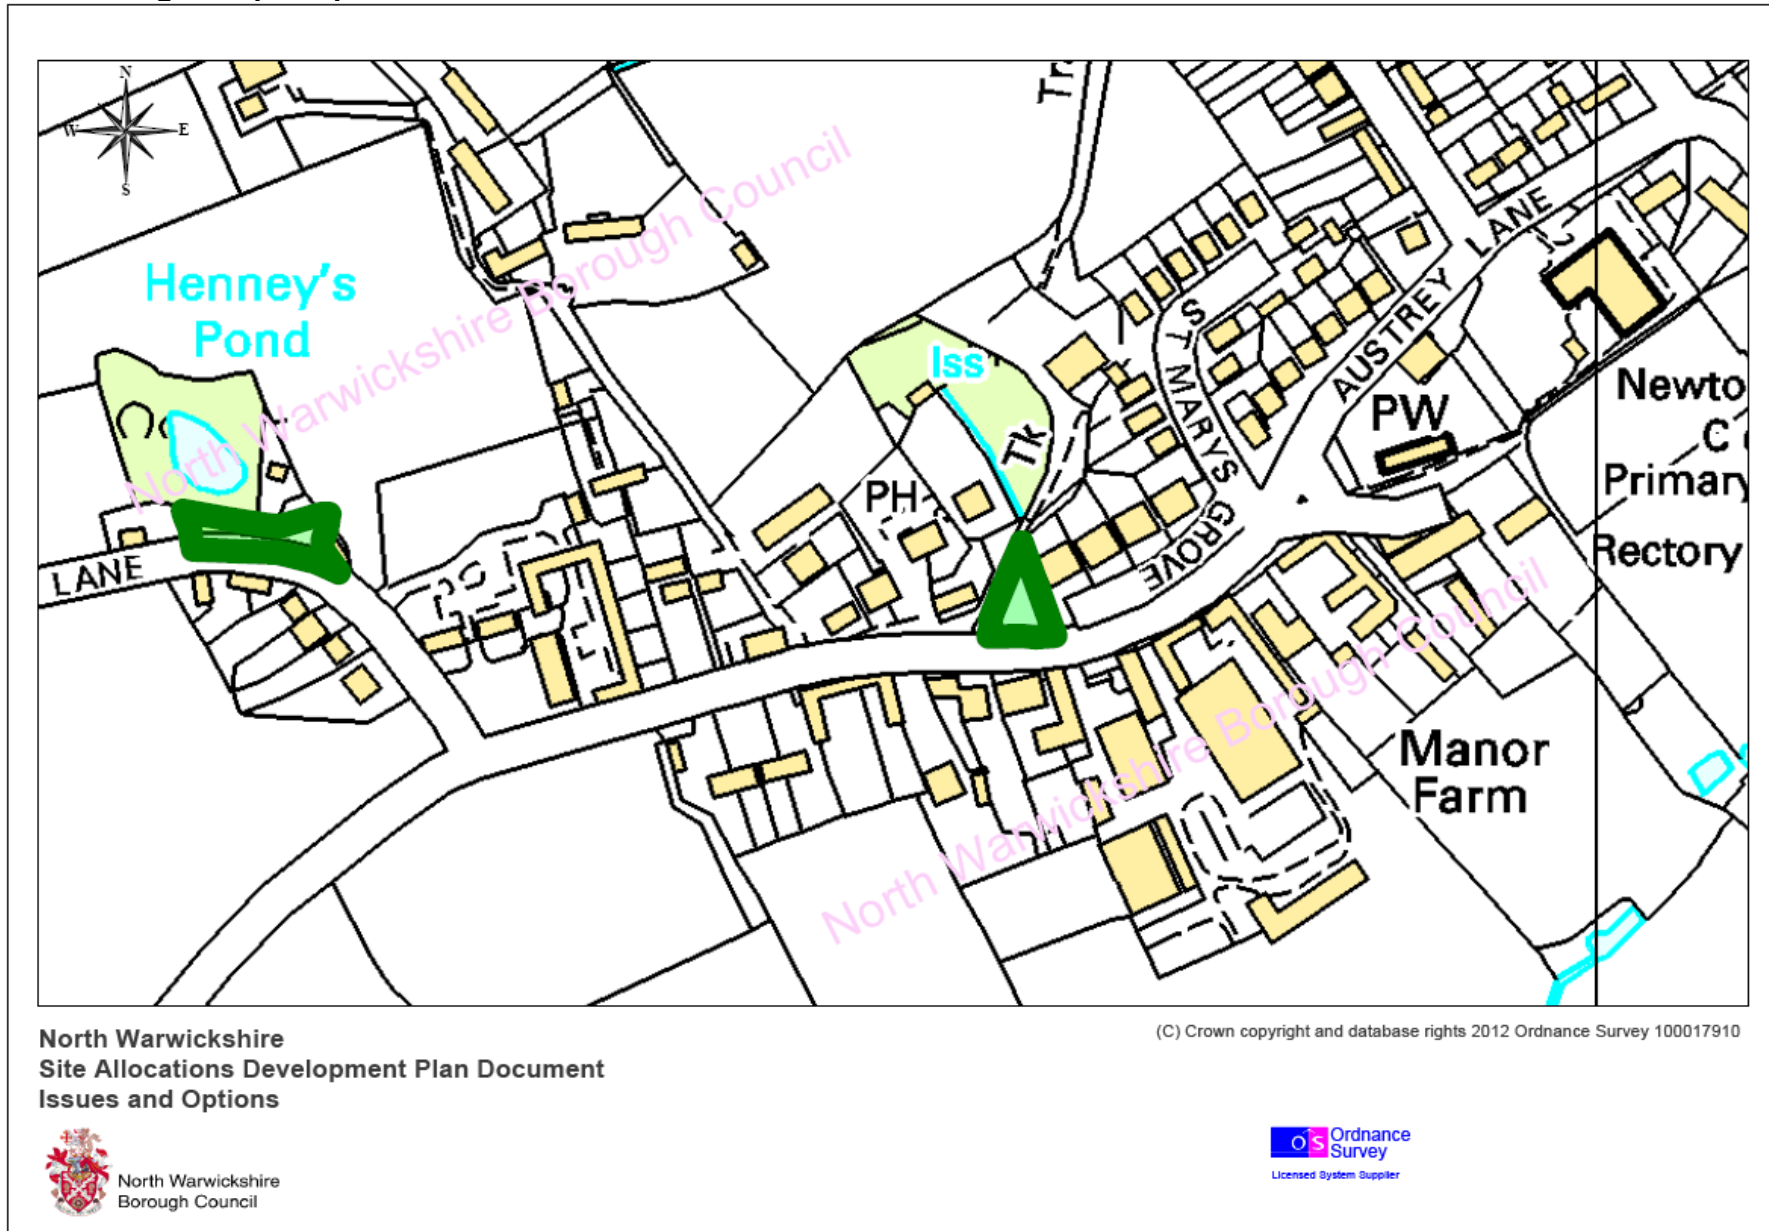 N
W
E
S
Tr
Henney's
Pond
Iss
Tk
PH
ST MARYS GROVE
AUSTREY LANE
PW
Newto
C
Primary
Rectory
LANE
Manor
Farm
North Warwickshire Borough Council
North Warwickshire Borough Council
(C) Crown copyright and database rights 2012 Ordnance Survey 100017910
North Warwickshire
Site Allocations Development Plan Document
Issues and Options
North Warwickshire
Borough Council
OS Ordnance
Survey
Licensed System Supplier